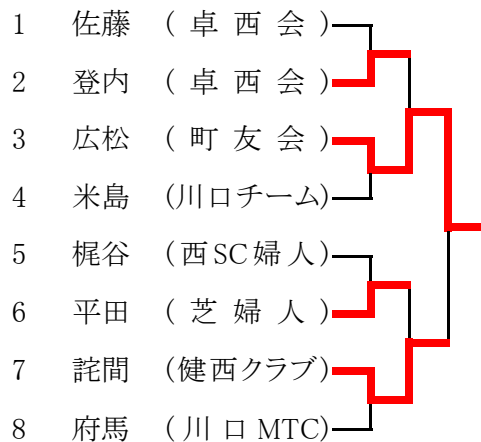 1 佐藤 (卓西会)
2 登内 (卓西会)
3 広松 (町友会)
4 米島 (川口チーム)
5 梶谷 (西SC婦人)
6 平田 (芝婦人)
7 詫間 (健西クラブ)
8 府馬 (川口MTC)